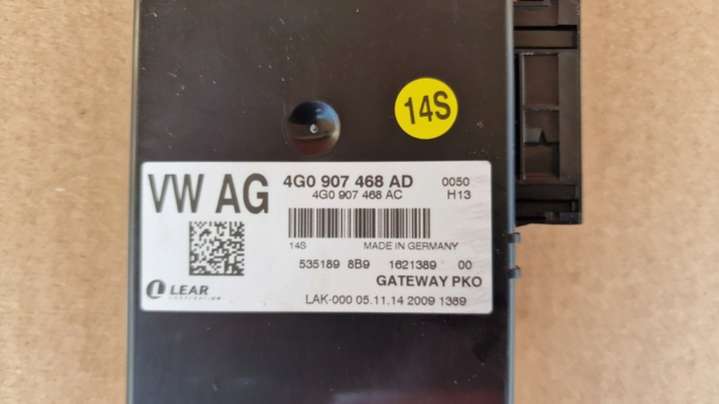 14S
VW AG
4G0 907 468 AD 0050
4G0 907 468 AC H13
14S MADE IN GERMANY
535189 8B9 1621389 00
GATEWAY PKO
LEAR
CORPORATION
LAK-000 05.11.14 2009 1389